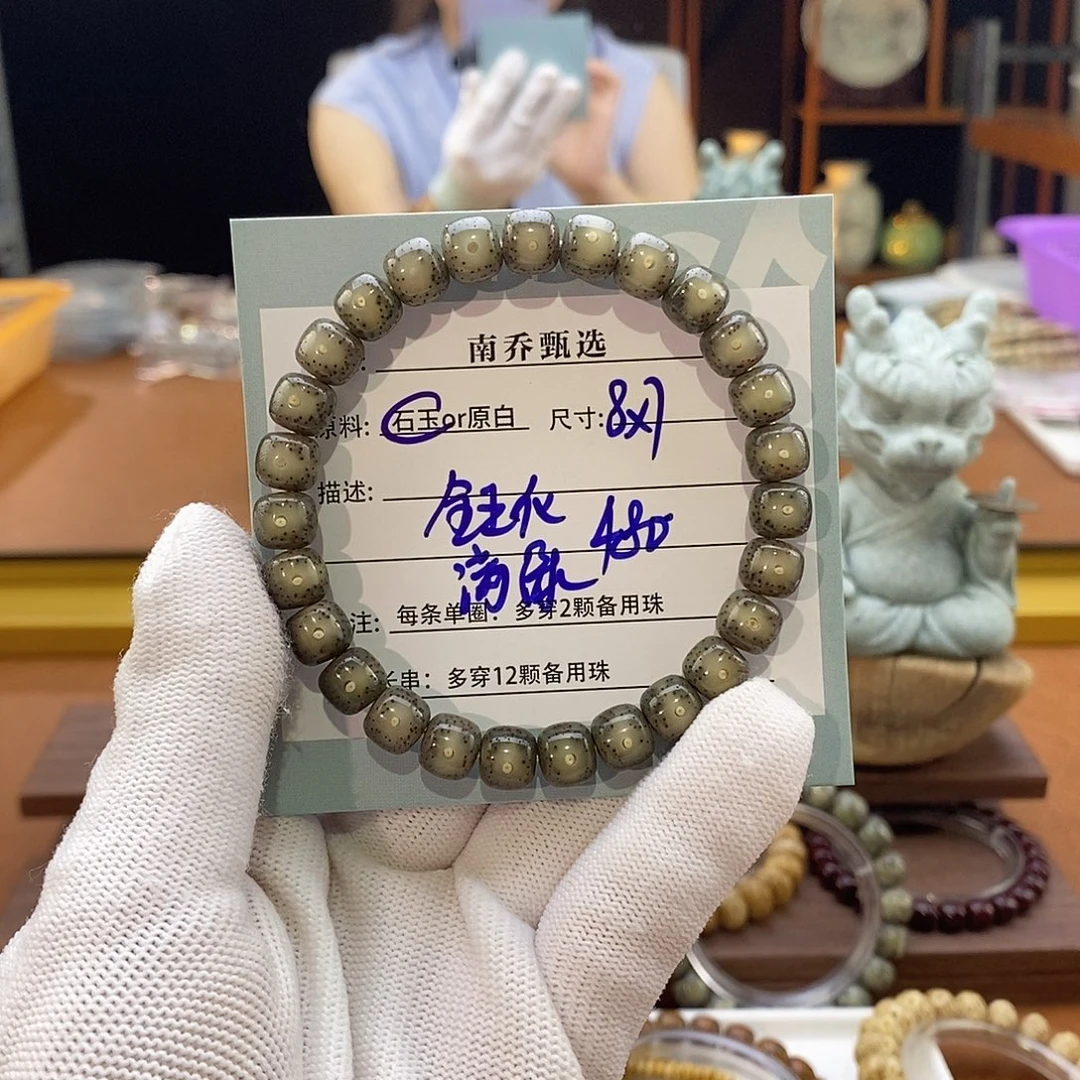 南乔甄选
原料: 石玉or原白 尺寸:8x7
描述:
全玉化
满 450
注: 每条单圈: 多穿2颗备用珠
长串: 多穿12颗备用珠